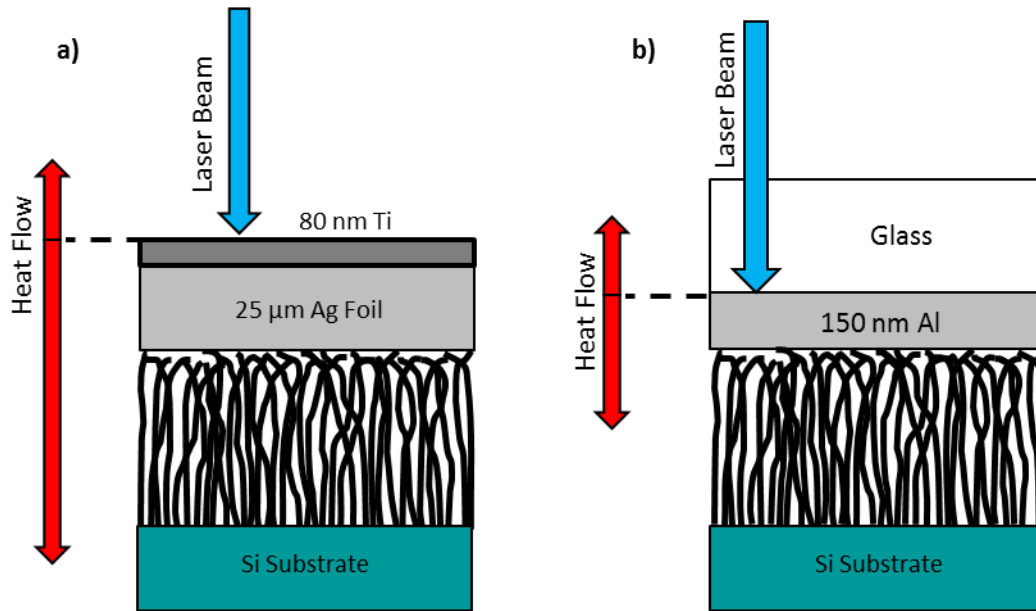 a)
Laser Beam
Heat Flow
80 nm Ti
25 µm Ag Foil
Si Substrate
b)
Laser Beam
Heat Flow
Glass
150 nm Al
Si Substrate